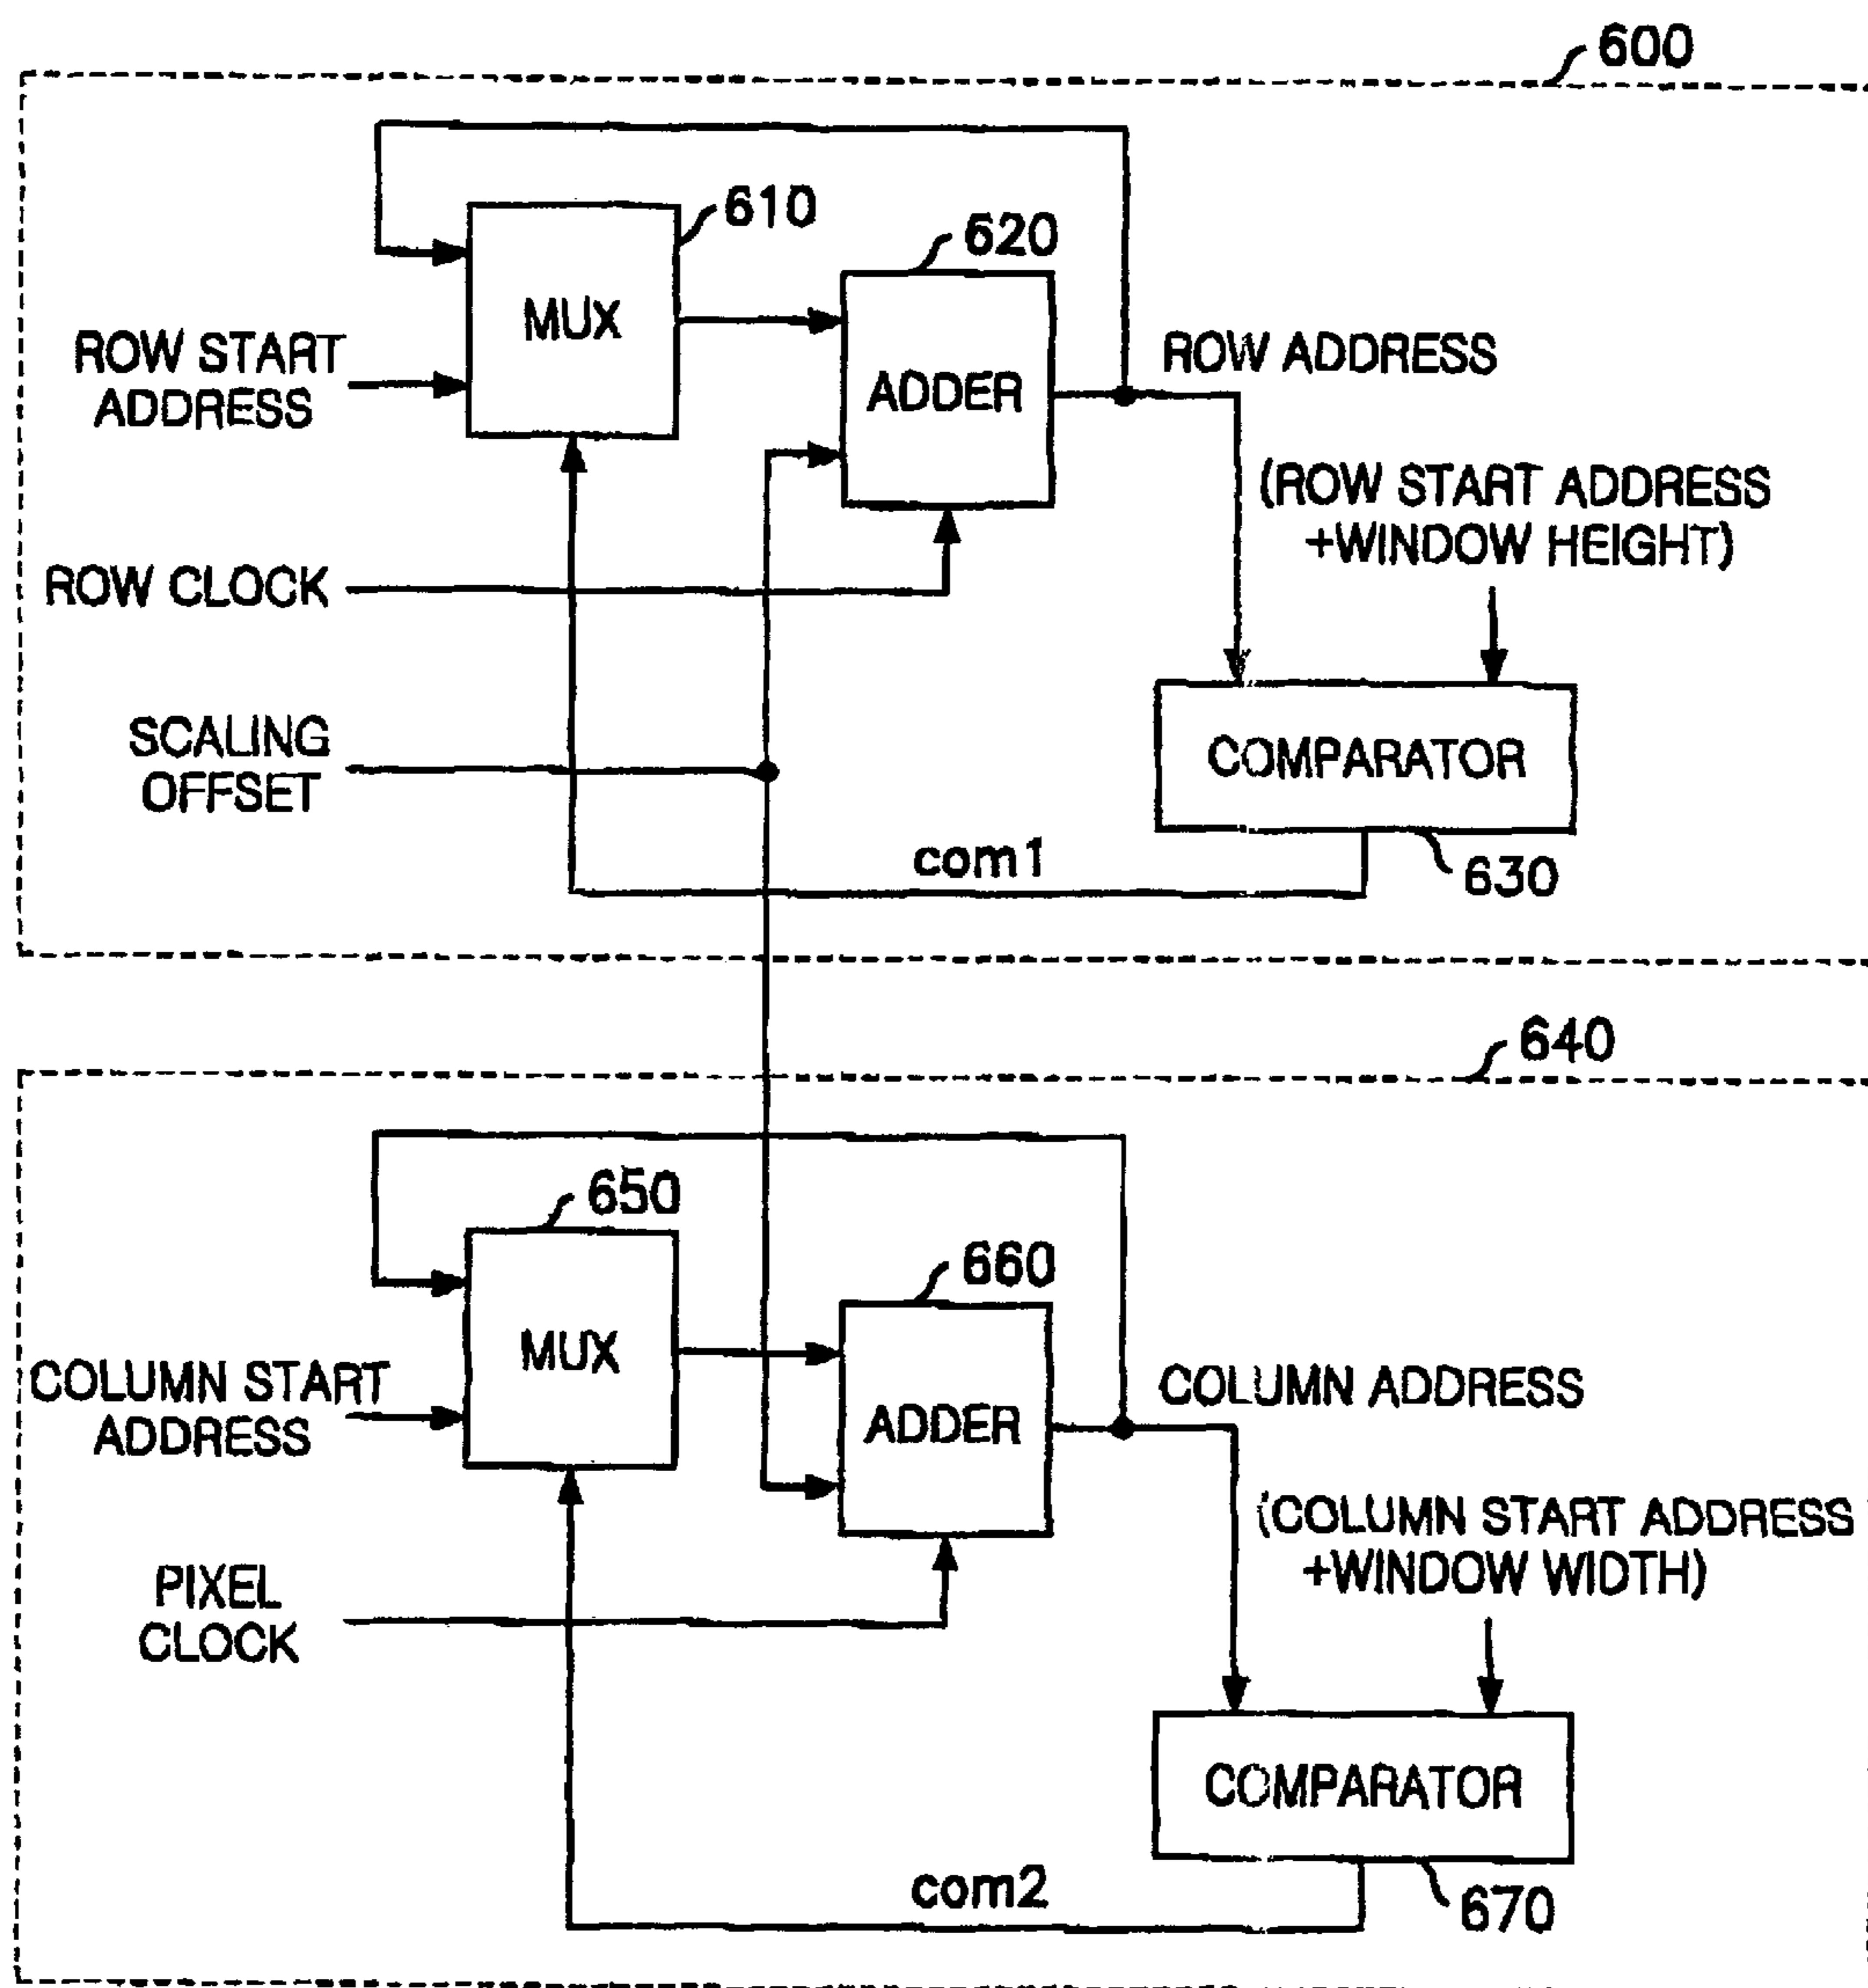 600
610
620
MUX
ROW START
ADDRESS
ADDER
ROW ADDRESS
(ROW START ADDRESS
+WINDOW HEIGHT)
ROW CLOCK
SCALING
OFFSET
COMPARATOR
com1
630
640
650
660
MUX
COLUMN START
ADDRESS
ADDER
COLUMN ADDRESS
(COLUMN START ADDRESS
+WINDOW WIDTH)
PIXEL
CLOCK
COMPARATOR
com2
670